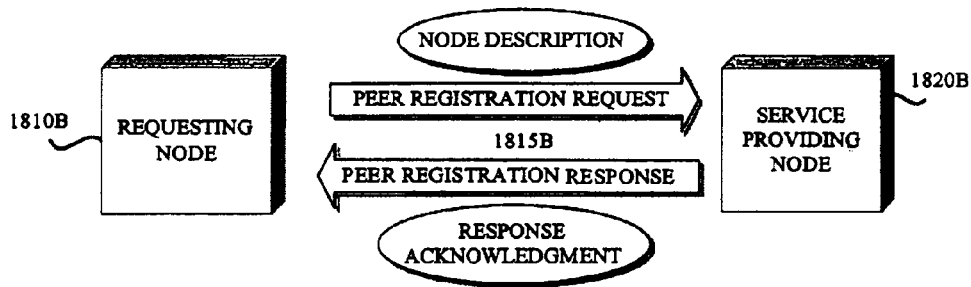 NODE DESCRIPTION
1810B
REQUESTING
NODE
PEER REGISTRATION REQUEST
1815B
PEER REGISTRATION RESPONSE
RESPONSE
ACKNOWLEDGMENT
SERVICE
PROVIDING
NODE
1820B